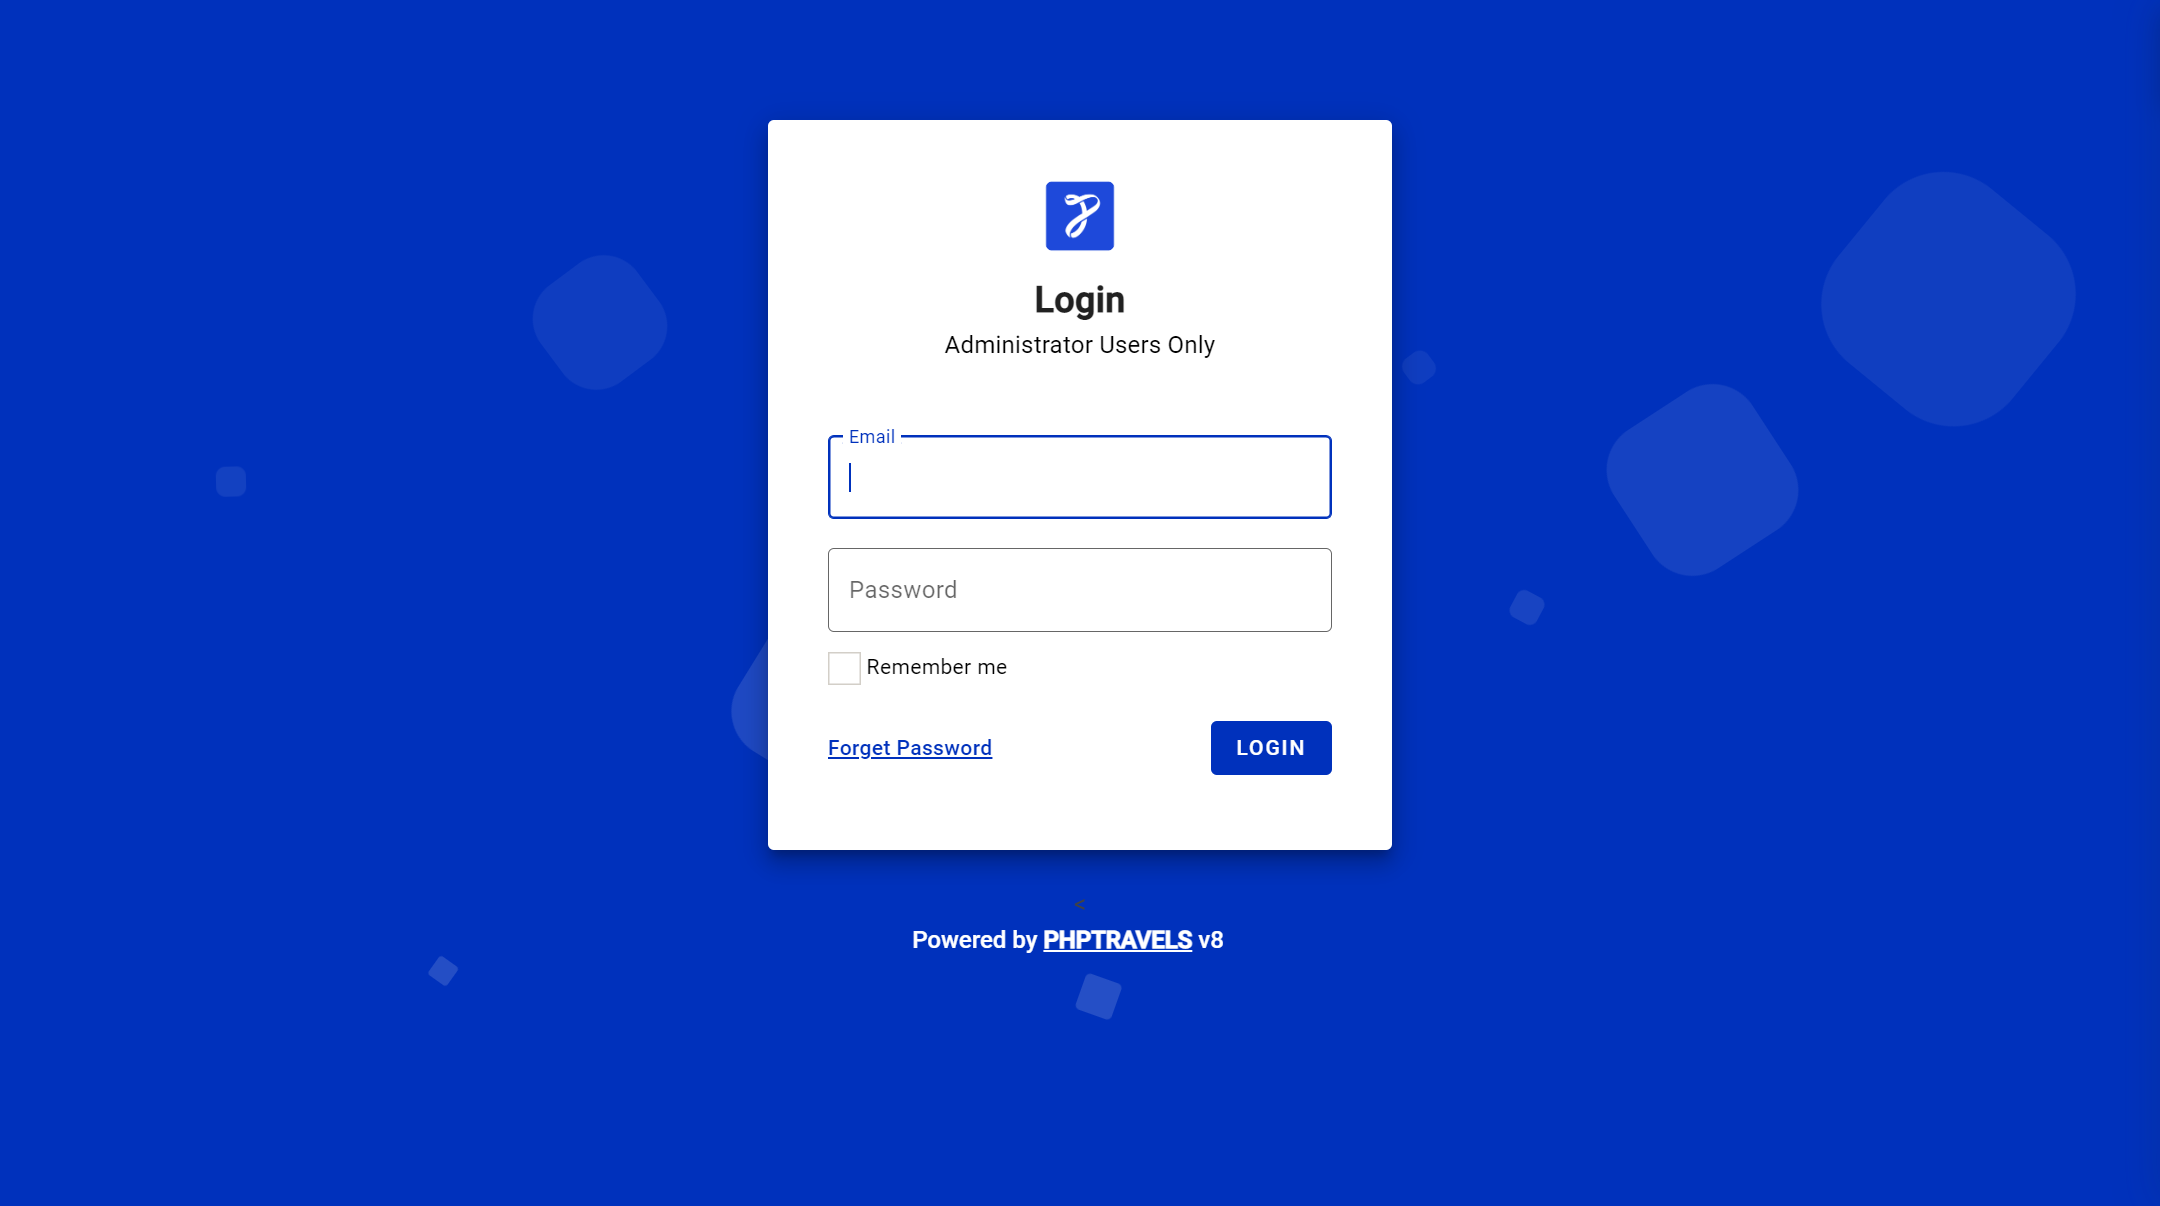 Login
Administrator Users Only
Email
Password
Remember me
Forget Password
LOGIN
<
Powered by PHPTRAVELS v8